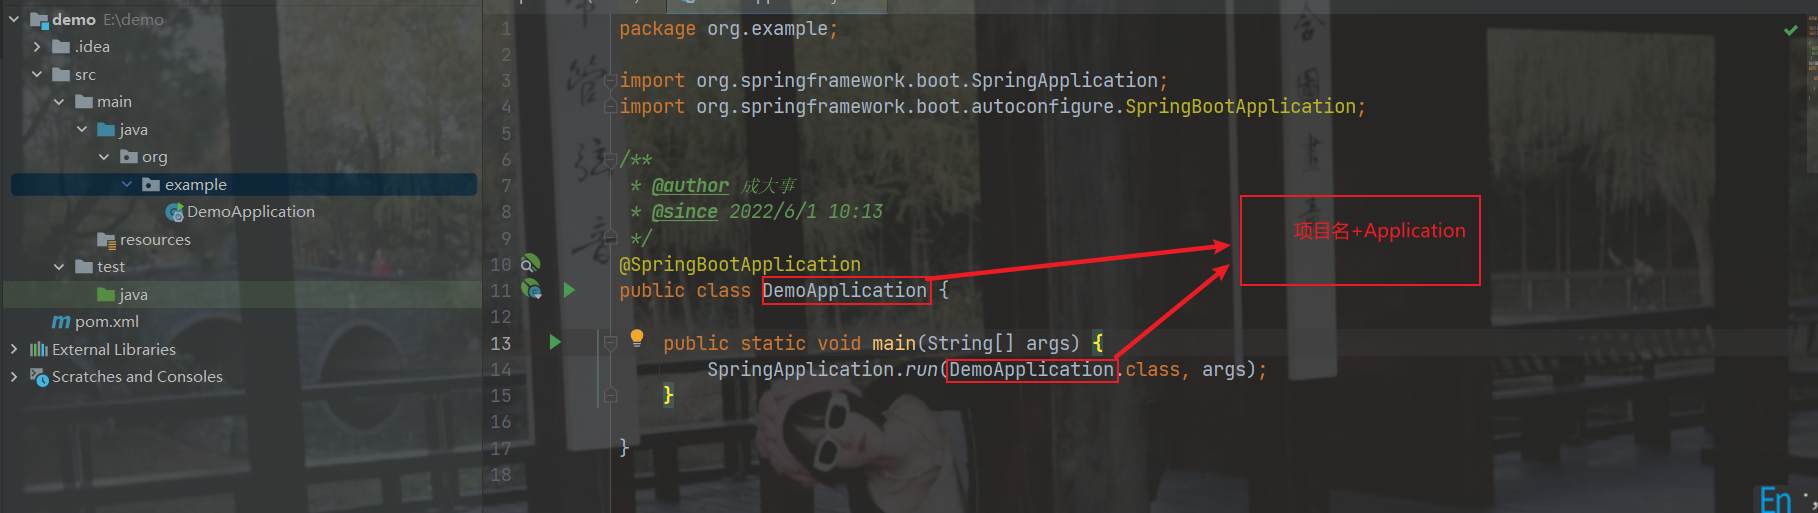 demo E:\demo
.idea
src
main
java
org
example
DemoApplication
resources
test
java
pom.xml
External Libraries
Scratches and Consoles
1 package org.example;
2
3 import org.springframework.boot.SpringApplication;
4 import org.springframework.boot.autoconfigure.SpringBootApplication;
5
6 /**
7 * @author 成大事
8 * @since 2022/6/1 10:13
9 */
10 @SpringBootApplication
11 public class DemoApplication {
12
13 public static void main(String[] args) {
14 SpringApplication.run(DemoApplication.class, args);
15 }
16
17 }
18
项目名+Application
管
弦
音
En